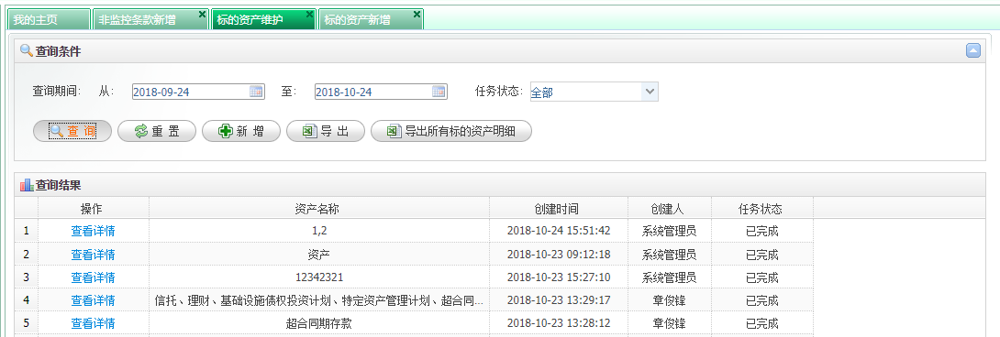 我的主页 非监控条款新增 标的资产维护 标的资产新增
查询条件
查询期间： 从： 2018-09-24 至： 2018-10-24 任务状态： 全部
查 询 重 置 新 增 导 出 导出所有标的资产明细
查询结果
操作 资产名称 创建时间 创建人 任务状态
1 查看详情 1,2 2018-10-24 15:51:42 系统管理员 已完成
2 查看详情 资产 2018-10-23 09:12:18 系统管理员 已完成
3 查看详情 12342321 2018-10-23 15:27:10 系统管理员 已完成
4 查看详情 信托、理财、基础设施债权投资计划、特定资产管理计划、超合同... 2018-10-23 13:29:17 章俊锋 已完成
5 查看详情 超合同期存款 2018-10-23 13:28:12 章俊锋 已完成